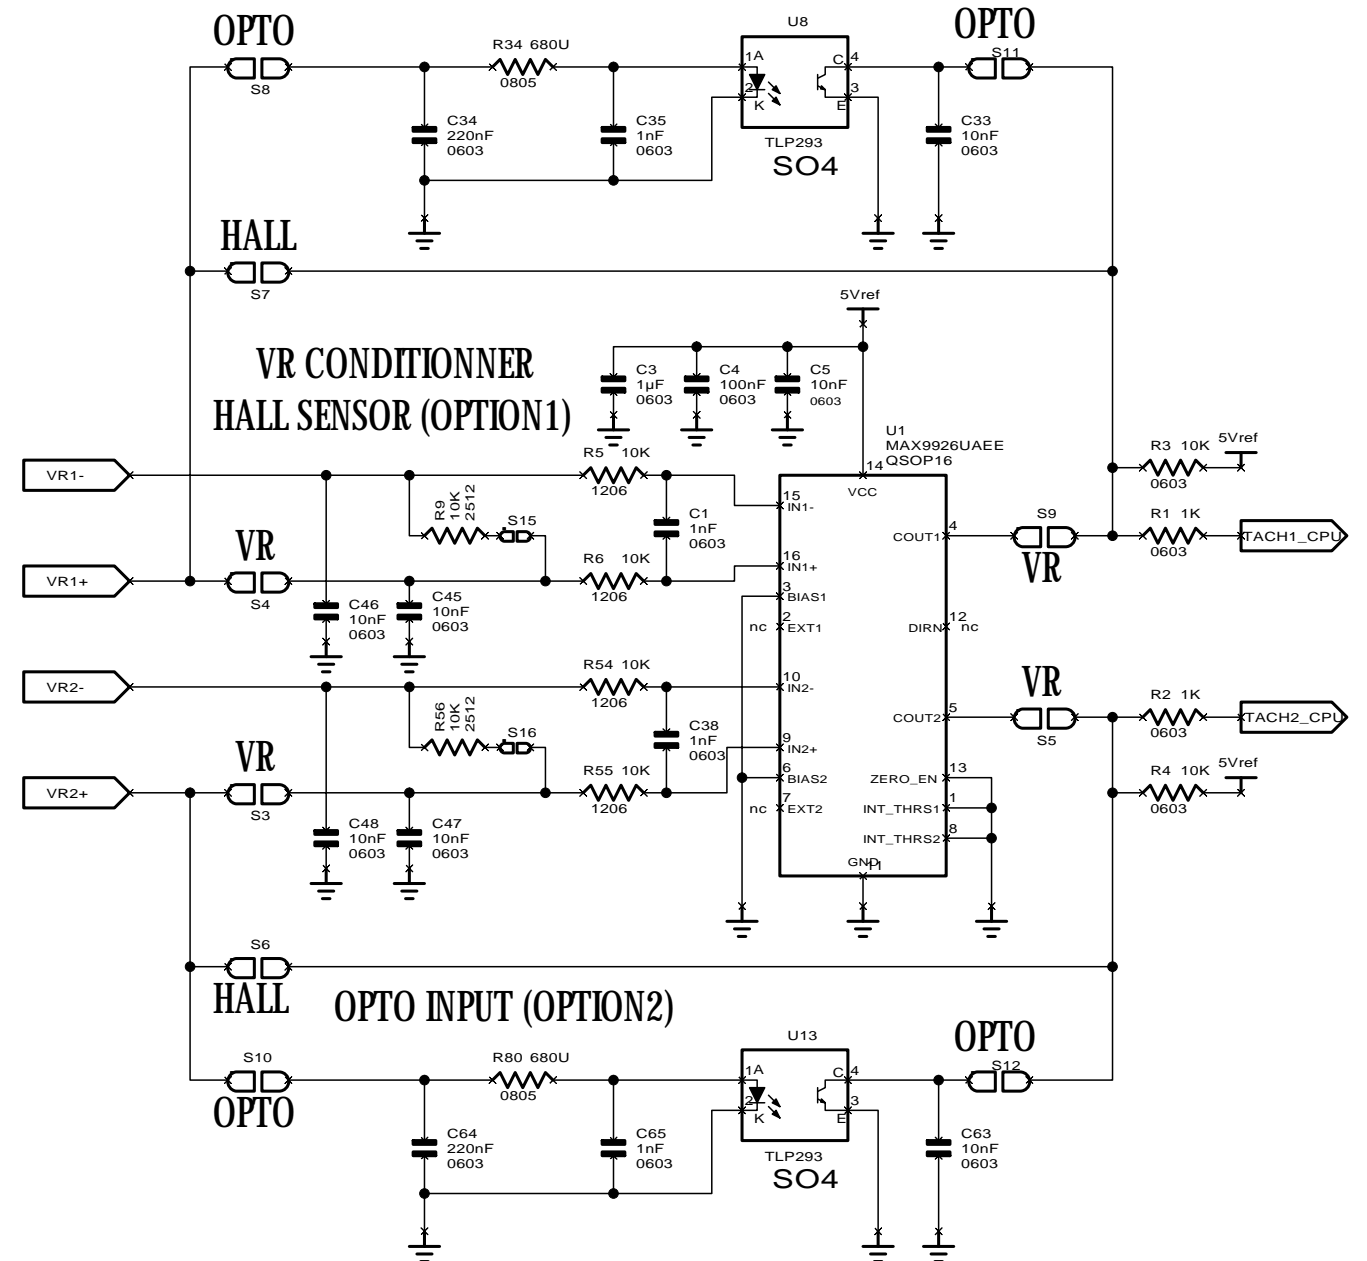 OPTO
S8
R34 680U
0805
C34
220nF
0603
C35
1nF
0603
U8
1A
2
K
C 4
3
E
TLP293
SO4
OPTO
S11
C33
10nF
0603
HALL
S7
5Vref
VR CONDITIONNER
HALL SENSOR (OPTION1)
C3
1µF
0603
C4
100nF
0603
C5
10nF
0603
U1
MAX9926UAEE
QSOP16
14
VCC
VR1-
R5 10K
1206
R9
10K
2512
S15
C1
1nF
0603
15
IN1-
16
IN1+
3
BIAS1
2
nc
EXT1
VR
VR1+
S4
R6 10K
1206
C46
10nF
0603
C45
10nF
0603
4
COUT1
S9
VR
R3 10K
0603
5Vref
R1 1K
0603
TACH1_CPU
12
DIRN
nc
VR2-
R54 10K
1206
R56
10K
2512
S16
C38
1nF
0603
10
IN2-
9
IN2+
6
BIAS2
7
nc
EXT2
VR
VR2+
S3
R55 10K
1206
C48
10nF
0603
C47
10nF
0603
5
COUT2
VR
S5
R2 1K
0603
TACH2_CPU
5Vref
R4 10K
0603
13
ZERO_EN
1
INT_THRS1
8
INT_THRS2
GND
11
S6
HALL
OPTO INPUT (OPTION2)
S10
OPTO
R80 680U
0805
C64
220nF
0603
C65
1nF
0603
U13
1A
2
K
C 4
3
E
TLP293
SO4
OPTO
S12
C63
10nF
0603